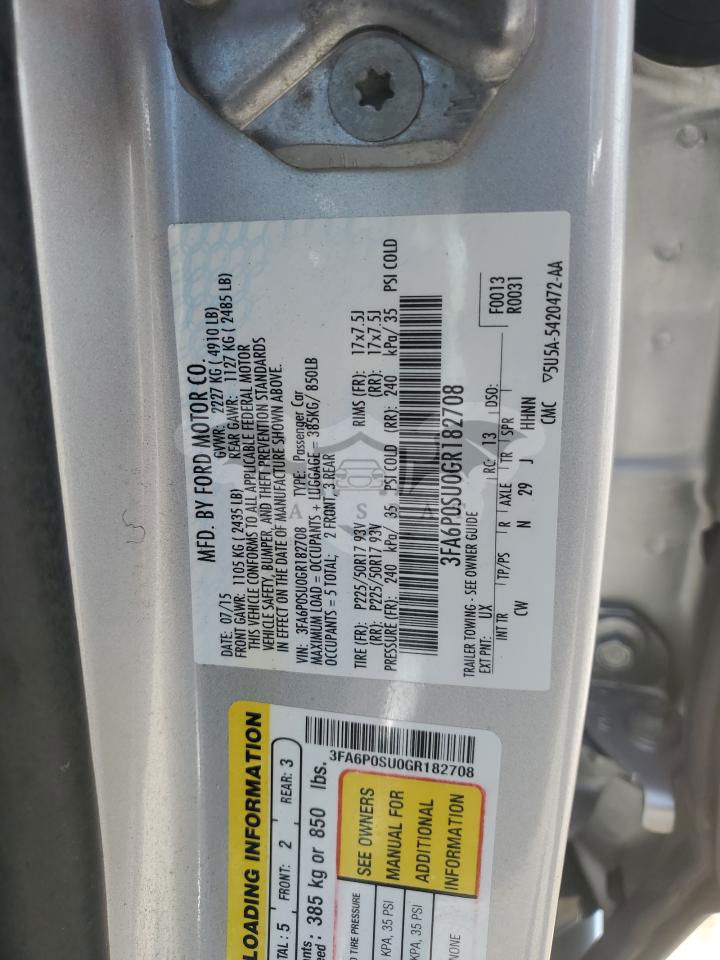 MFD. BY FORD MOTOR CO.
DATE: 07/15 GVWR: 2227 KG ( 4910 LB)
FRONT GAWR: 1105 KG ( 2435 LB) REAR GAWR: 1127 KG ( 2485 LB)
THIS VEHICLE CONFORMS TO ALL APPLICABLE FEDERAL MOTOR
VEHICLE SAFETY, BUMPER, AND THEFT PREVENTION STANDARDS
IN EFFECT ON THE DATE OF MANUFACTURE SHOWN ABOVE.
VIN: 3FA6P0SU0GR182708 TYPE: Passenger Car
MAXIMUM LOAD = OCCUPANTS + LUGGAGE = 385KG/ 850LB
OCCUPANTS = 5 TOTAL; 2 FRONT, 3 REAR
TIRE (FR): P225/50R17 93V RIMS (FR): 17x7.5J
(RR): P225/50R17 93V (RR): 17x7.5J
PRESSURE (FR): 240 kPa/ 35 PSI COLD (RR): 240 kPa/ 35 PSI COLD
3FA6P0SU0GR182708
TRAILER TOWING - SEE OWNER GUIDE
EXT PNT: UX RC: 13 DSO: F0013
R0031
INT TR TP/PS R AXLE TR SPR
CW N 29 J HHNN
CMC ▽5U5A-5420472-AA
ASA
LOADING INFORMATION
TAL : 5 FRONT: 2 REAR: 3
ants : 385 kg or 850 lbs.
eed :
3FA6P0SU0GR182708
D TIRE PRESSURE
KPA, 35 PSI
KPA, 35 PSI
NONE
SEE OWNERS
MANUAL FOR
ADDITIONAL
INFORMATION